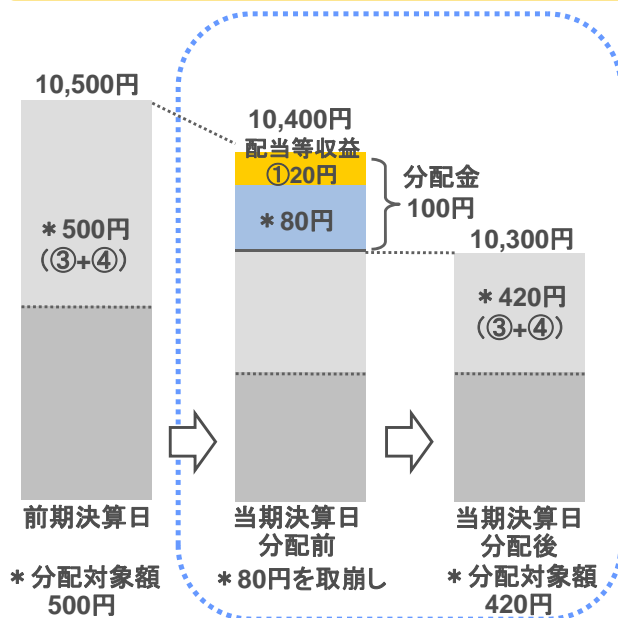 10,500円
＊500円
（③+④）
前期決算日
＊分配対象額
500円
10,400円
配当等収益
①20円
＊80円
分配金
100円
当期決算日
分配前
＊80円を取崩し
10,300円
＊420円
（③+④）
当期決算日
分配後
＊分配対象額
420円